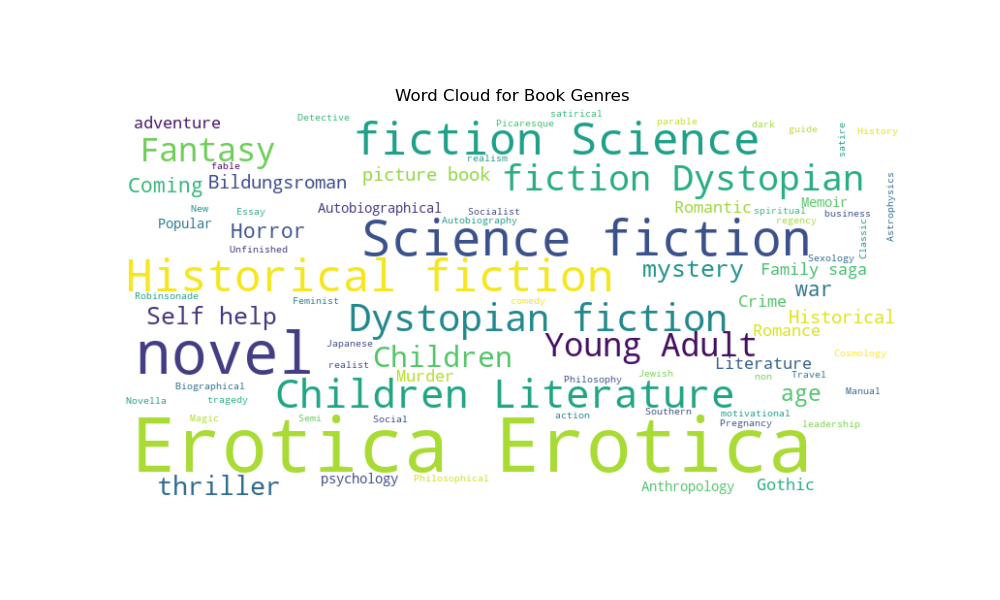 Word Cloud for Book Genres
adventure
Detective
satirical
Picaresque
parable
dark
guide
History
satire
Fantasy
fiction Science
realism
fable
Coming
Bildungsroman
picture book
fiction Dystopian
Astrophysics
New
Essay
Autobiographical
Socialist
Romantic
spiritual
Memoir
business
Popular
Horror
Autobiography
regency
Classic
Unfinished
Science fiction
Sexology
Historical fiction
mystery
Family saga
Robinsonade
Feminist
comedy
war
Crime
Self help
Dystopian fiction
Historical
Romance
novel
Japanese
Young Adult
Children
realist
Literature
Cosmology
Murder
Biographical
Philosophy
Jewish
non
Travel
Novella
tragedy
Children Literature
age
Manual
Magic
Semi
Social
action
Southern
motivational
Pregnancy
leadership
Erotica Erotica
thriller
psychology
Philosophical
Anthropology
Gothic